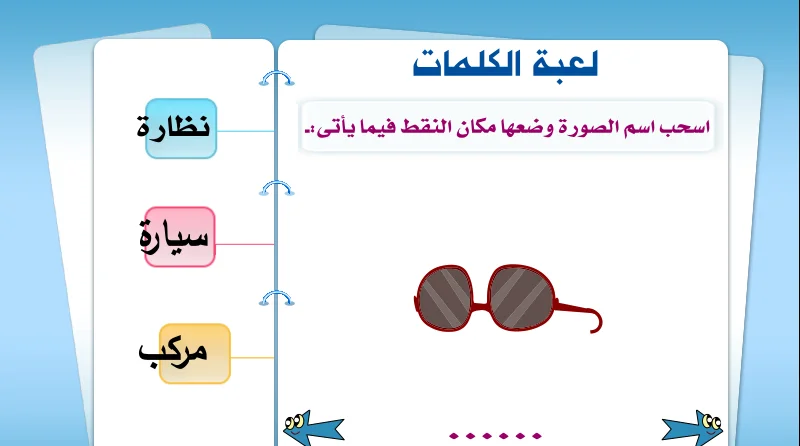 لعبة الكلمات
اسحب اسم الصورة وضعها مكان النقط فيما يأتى :ـ
نظارة
سيارة
مركب